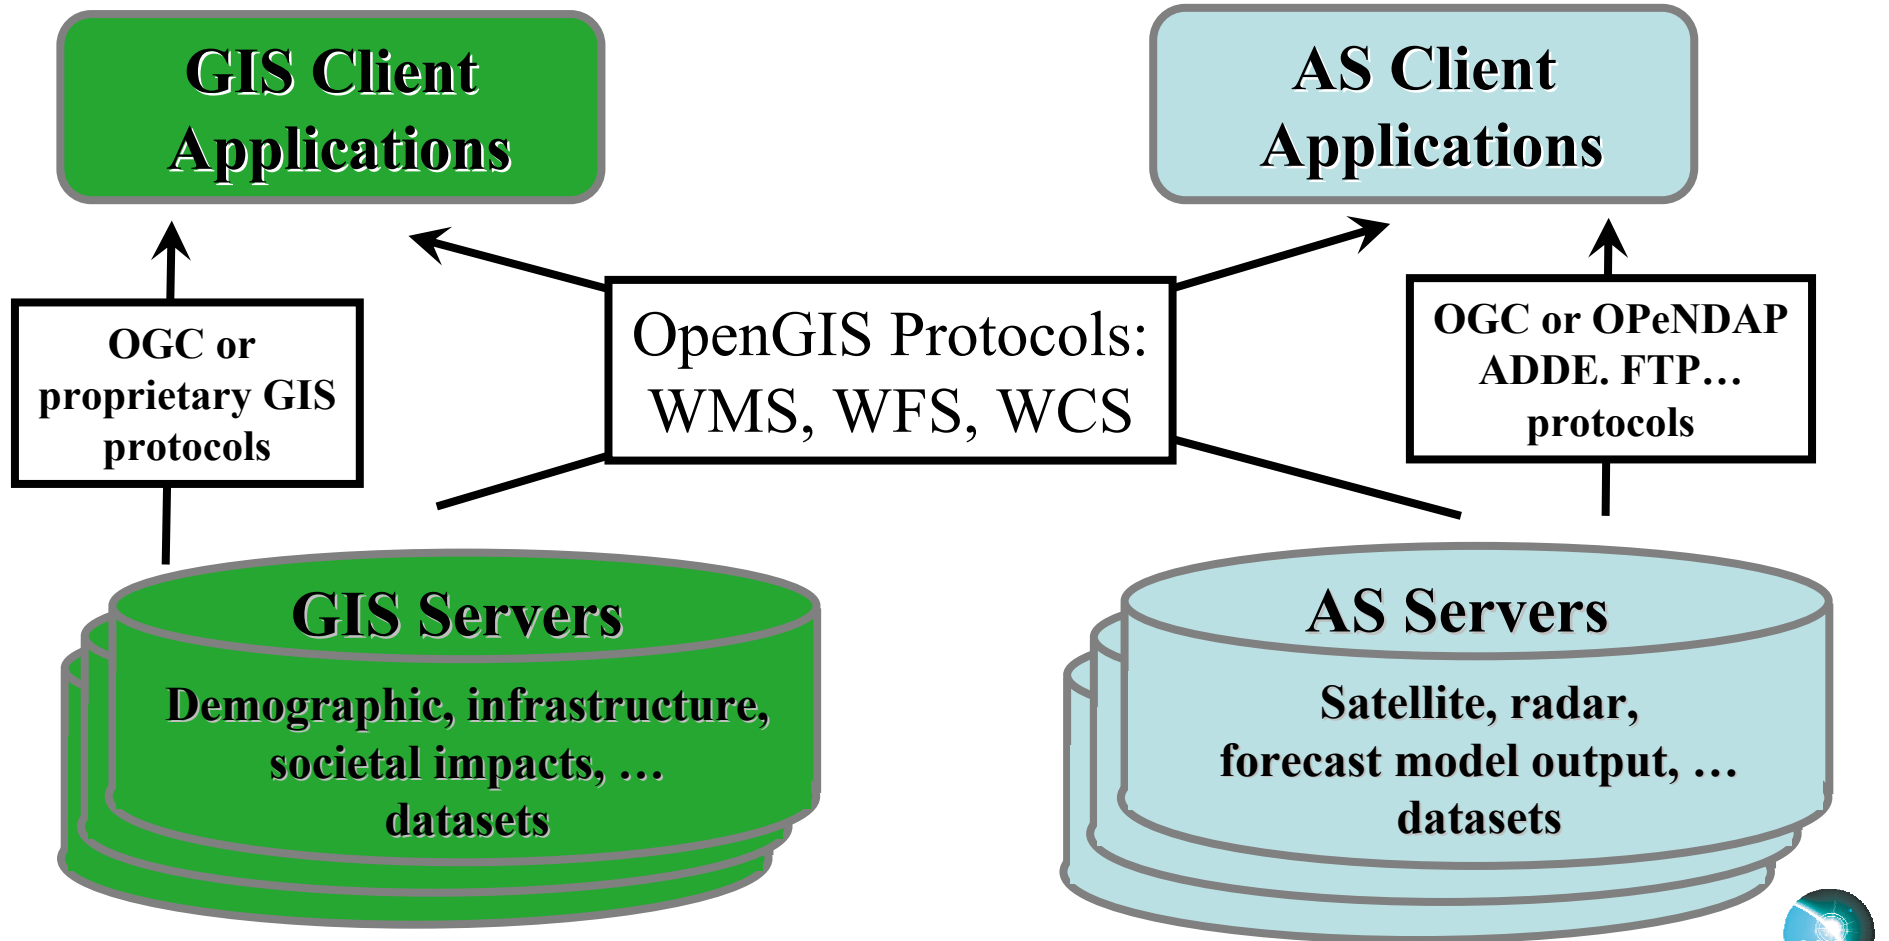 GIS Client
Applications
AS Client
Applications
OGC or
proprietary GIS
protocols
OpenGIS Protocols:
WMS, WFS, WCS
OGC or OPeNDAP
ADDE. FTP…
protocols
GIS Servers
Demographic, infrastructure,
societal impacts, …
datasets
AS Servers
Satellite, radar,
forecast model output, …
datasets